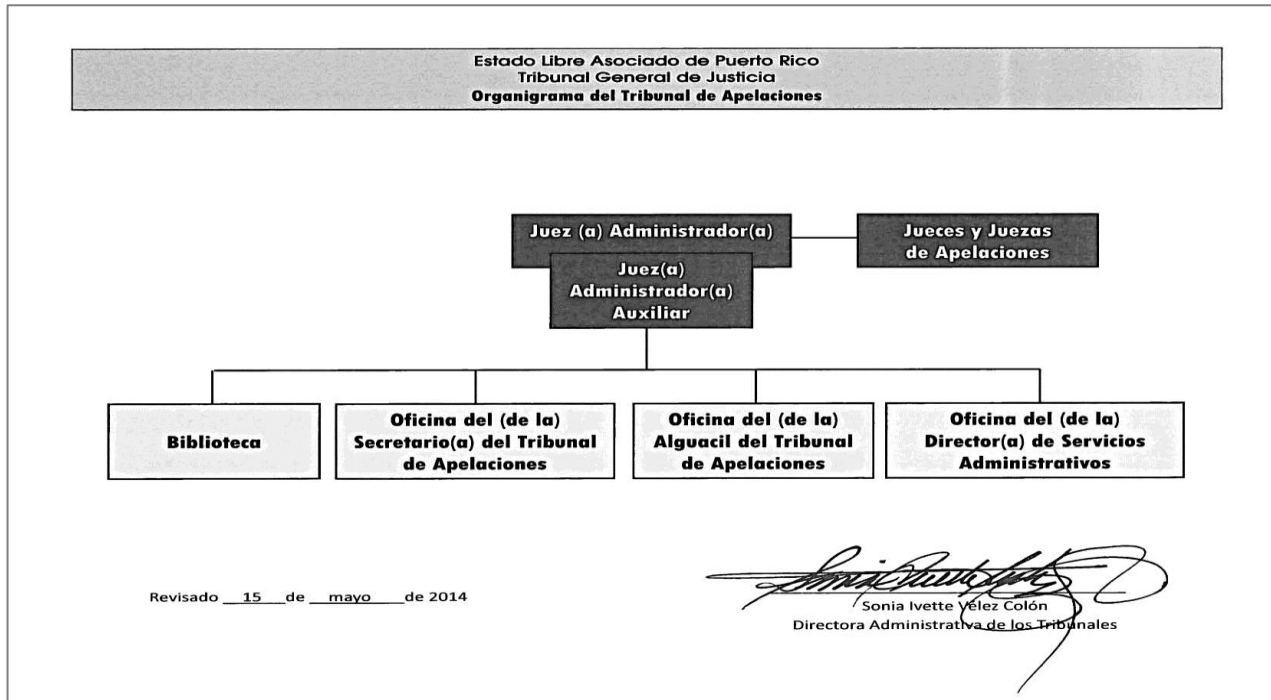 Estado Libre Asociado de Puerto Rico
Tribunal General de Justicia
Organigrama del Tribunal de Apelaciones
Juez (a) Administrador(a)
Jueces y Juezas
de Apelaciones
Juez(a)
Administrador(a)
Auxiliar
Biblioteca
Oficina del (de la)
Secretario(a) del Tribunal
de Apelaciones
Oficina del (de la)
Alguacil del Tribunal
de Apelaciones
Oficina del (de la)
Director(a) de Servicios
Administrativos
Revisado 15 de mayo de 2014
Sonia Ivette Vélez Colón
Directora Administrativa de los Tribunales